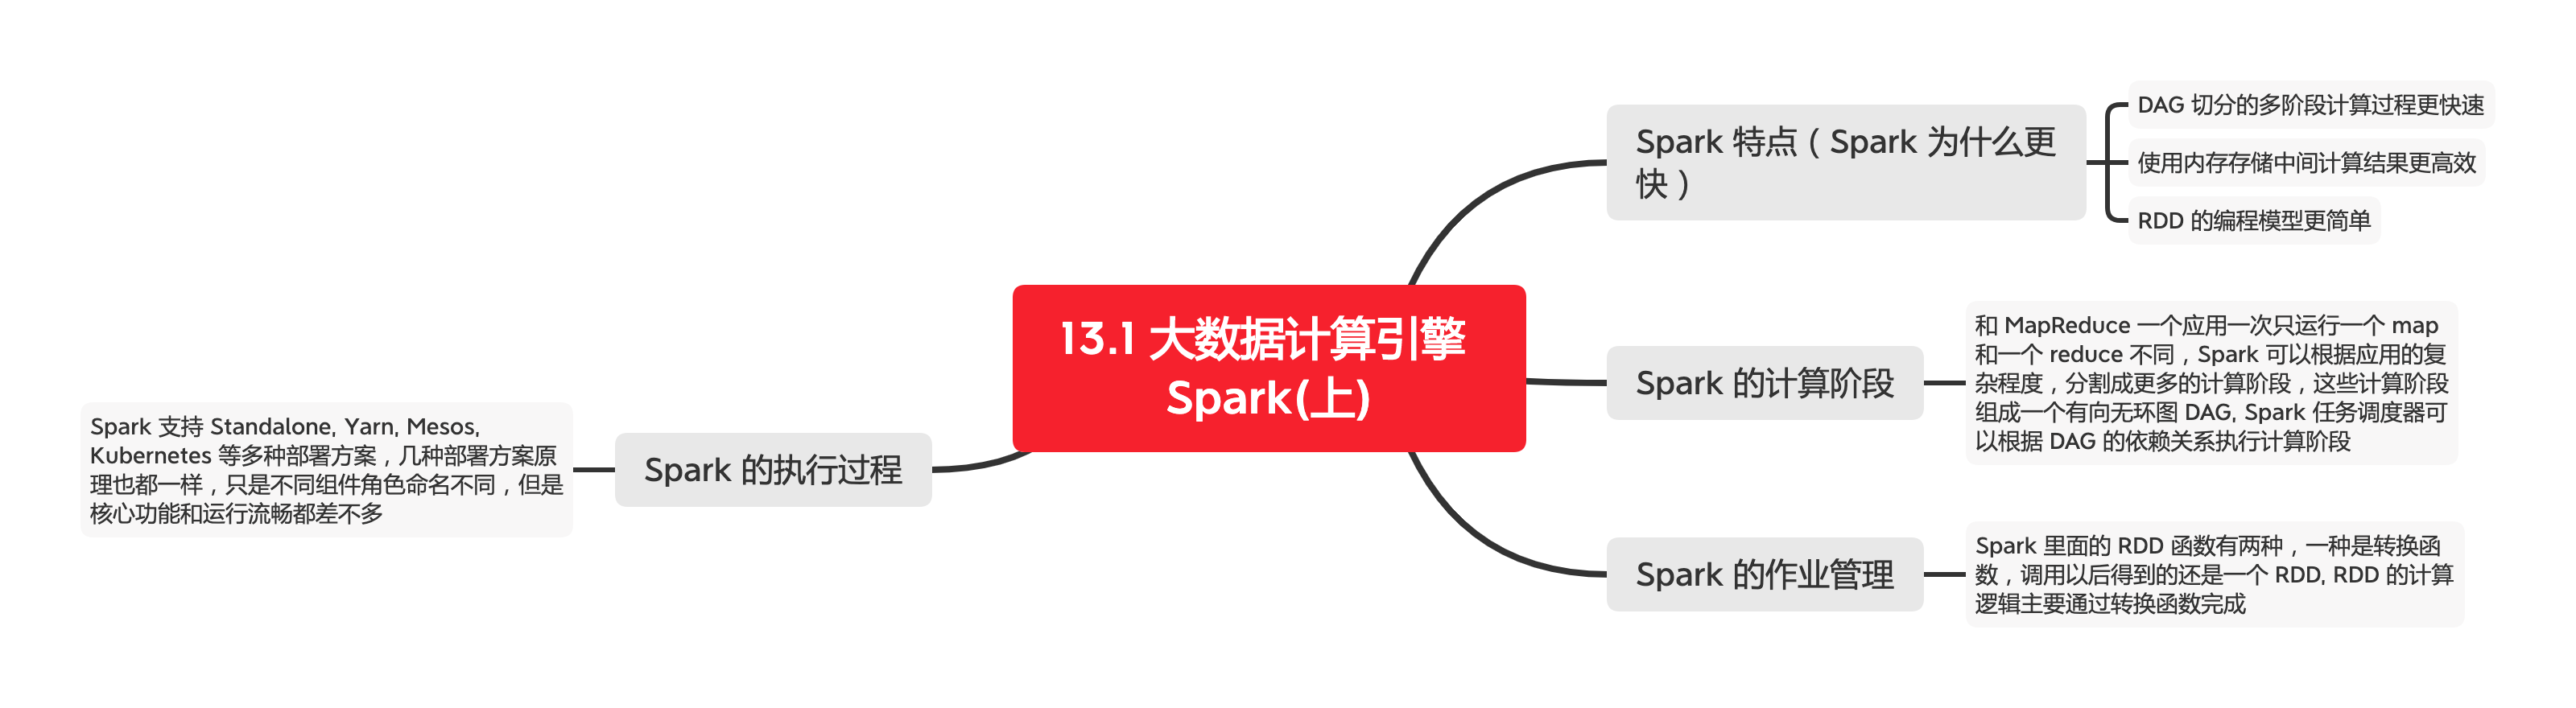 13.1 大数据计算引擎
Spark(上)
Spark 特点（Spark 为什么更
快）
DAG 切分的多阶段计算过程更快速
使用内存存储中间计算结果更高效
RDD 的编程模型更简单
Spark 的计算阶段
和 MapReduce 一个应用一次只运行一个 map
和一个 reduce 不同，Spark 可以根据应用的复
杂程度，分割成更多的计算阶段，这些计算阶段
组成一个有向无环图 DAG, Spark 任务调度器可
以根据 DAG 的依赖关系执行计算阶段
Spark 的作业管理
Spark 里面的 RDD 函数有两种，一种是转换函
数，调用以后得到的还是一个 RDD, RDD 的计算
逻辑主要通过转换函数完成
Spark 的执行过程
Spark 支持 Standalone, Yarn, Mesos,
Kubernetes 等多种部署方案，几种部署方案原
理也都一样，只是不同组件角色命名不同，但是
核心功能和运行流畅都差不多